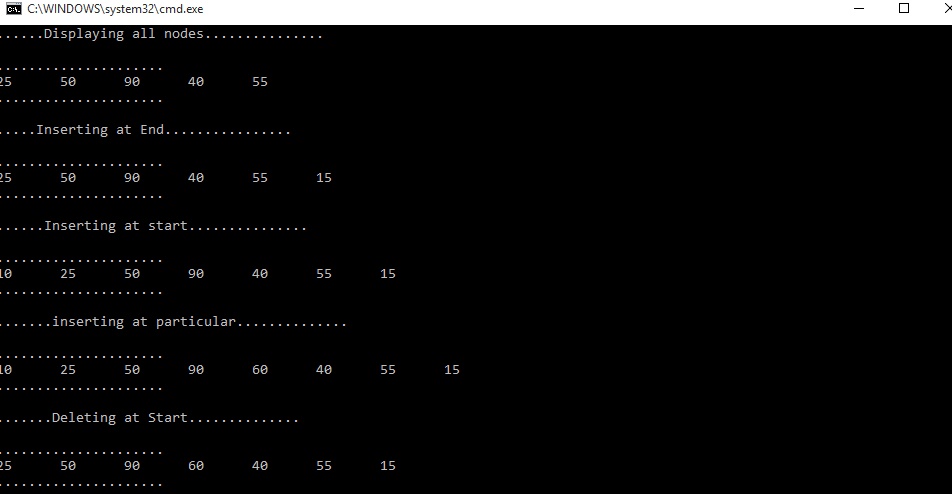 C:\WINDOWS\system32\cmd.exe
......Displaying all nodes...............
.....................
25 50 90 40 55
.....................
.....Inserting at End................
.....................
25 50 90 40 55 15
.....................
......Inserting at start...............
.....................
10 25 50 90 40 55 15
.....................
.......inserting at particular..............
.....................
10 25 50 90 60 40 55 15
.....................
.......Deleting at Start..............
.....................
25 50 90 60 40 55 15
.....................